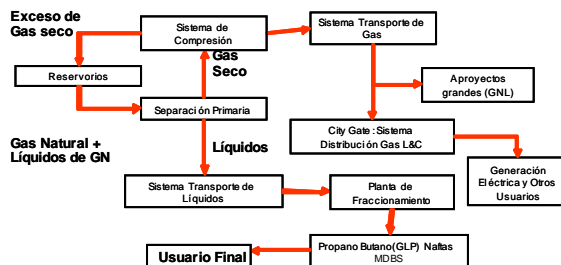 Exceso de
Gas seco
Sistema de
Compresión
Sistema Transporte de
Gas
Gas
Seco
Reservorios
Aproyectos
grandes (GNL)
Separación Primaria
Gas Natural +
Líquidos de GN
Líquidos
City Gate :Sistema
Distribución Gas L&C
Sistema Transporte de
Líquidos
Planta de
Fraccionamiento
Generación
Eléctrica y Otros
Usuarios
Usuario Final
Propano Butano(GLP) Naftas
MDBS